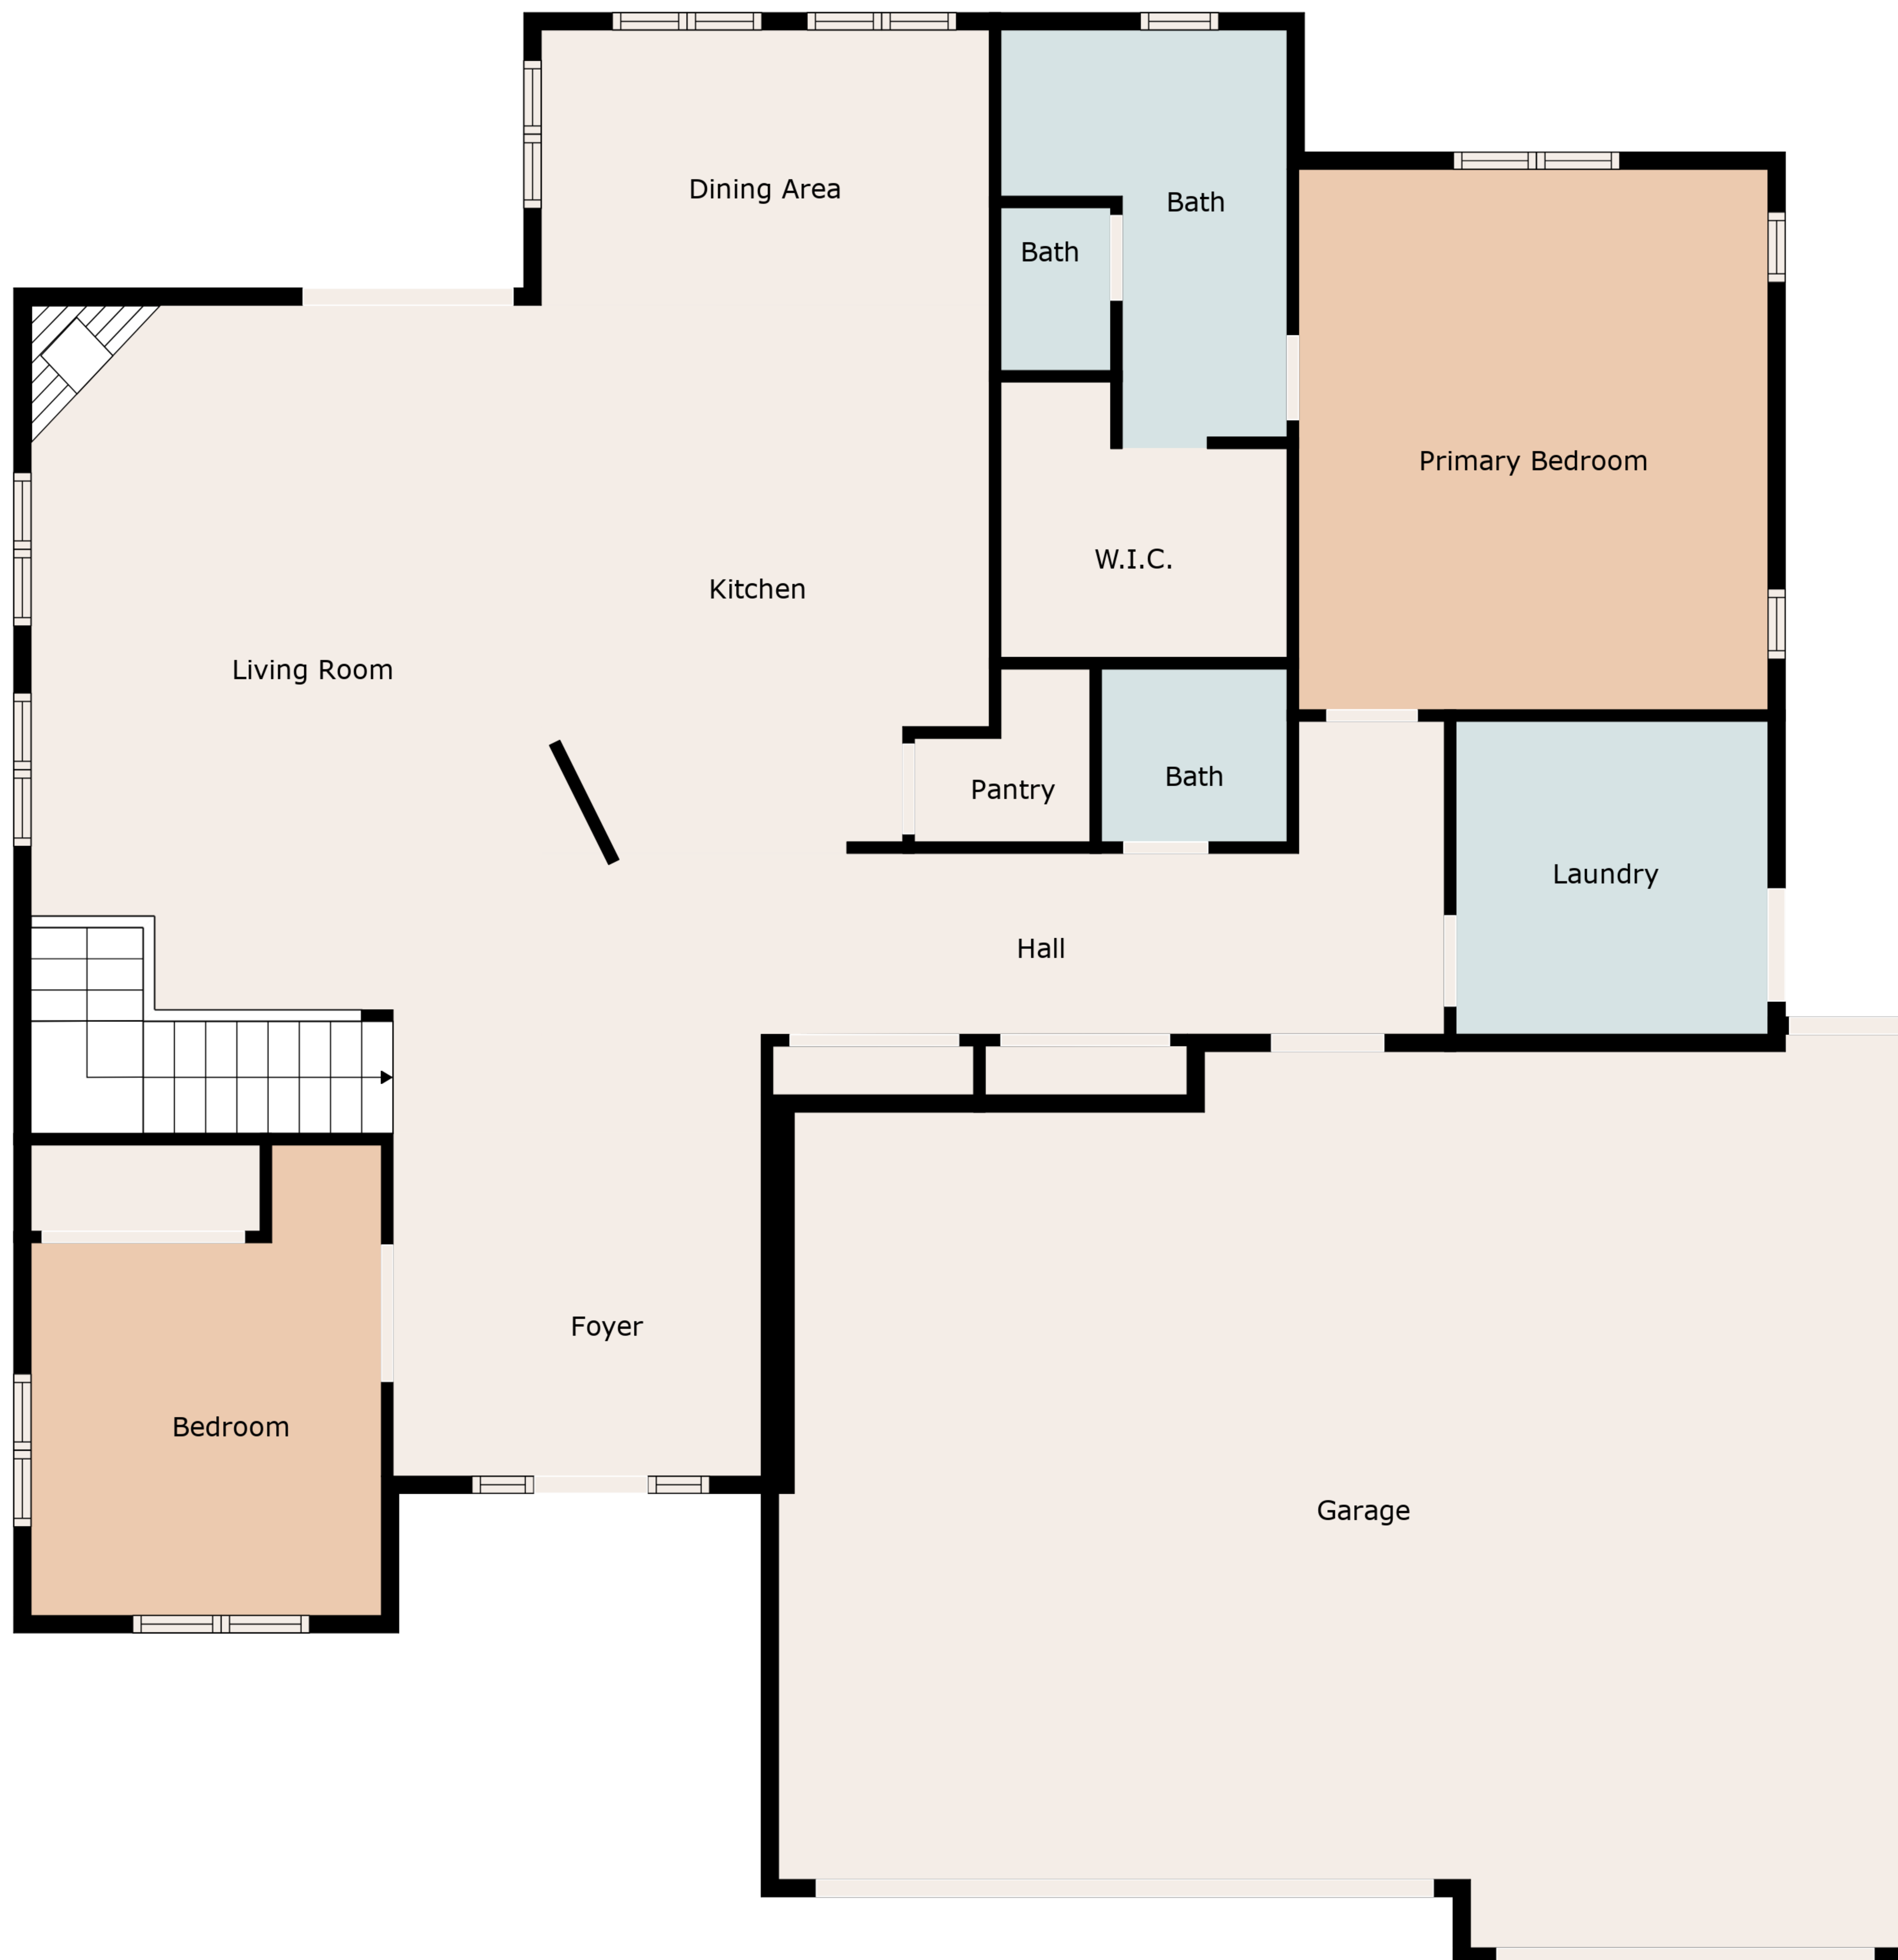 Dining Area
Bath
Bath
Primary Bedroom
W.I.C.
Kitchen
Living Room
Bath
Pantry
Laundry
Hall
Foyer
Bedroom
Garage